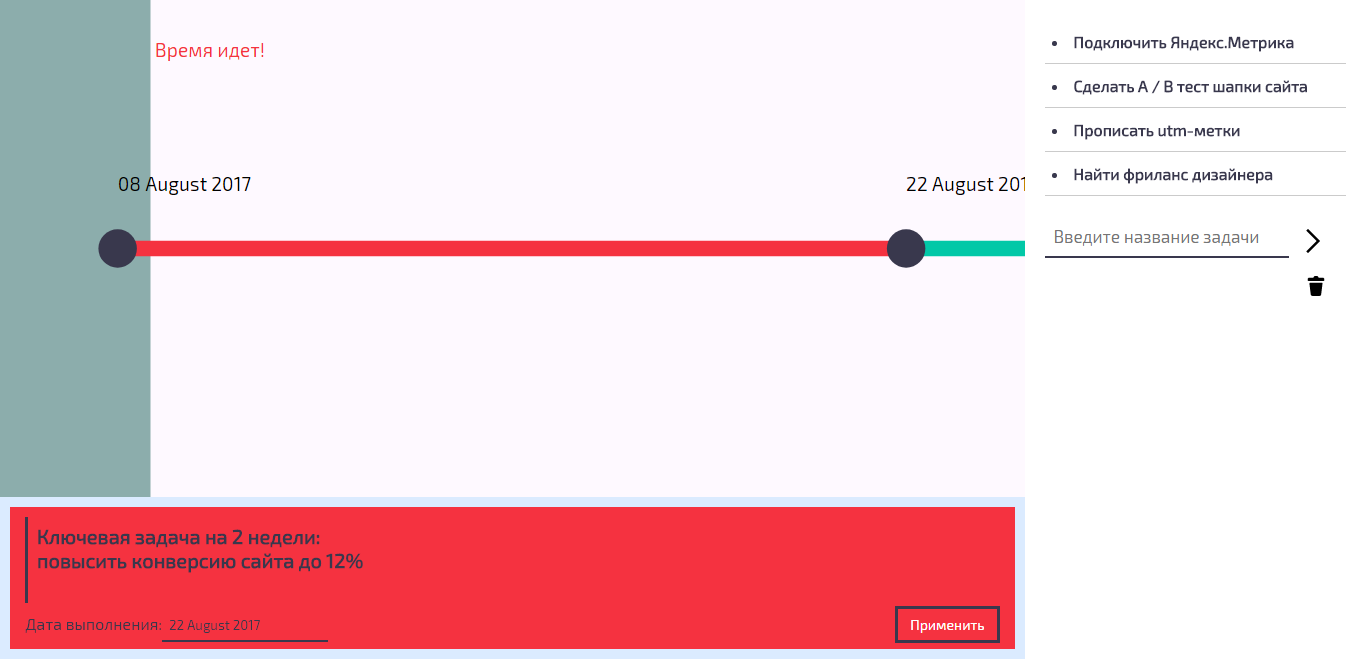 Время идет!
08 August 2017
22 August 201
Ключевая задача на 2 недели:
повысить конверсию сайта до 12%
Дата выполнения: 22 August 2017
Применить
Подключить Яндекс.Метрика
Сделать A / B тест шапки сайта
Прописать utm-метки
Найти фриланс дизайнера
Введите название задачи